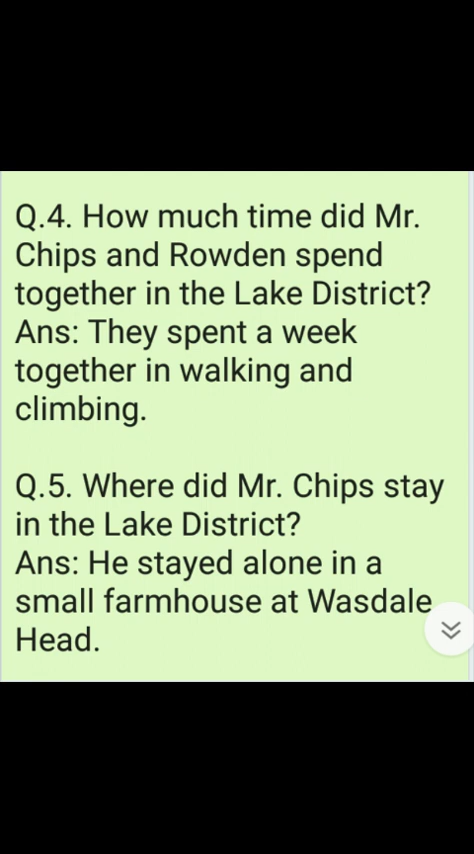 Q.4. How much time did Mr.
Chips and Rowden spend
together in the Lake District?
Ans: They spent a week
together in walking and
climbing.
Q.5. Where did Mr. Chips stay
in the Lake District?
Ans: He stayed alone in a
small farmhouse at Wasdale
Head.